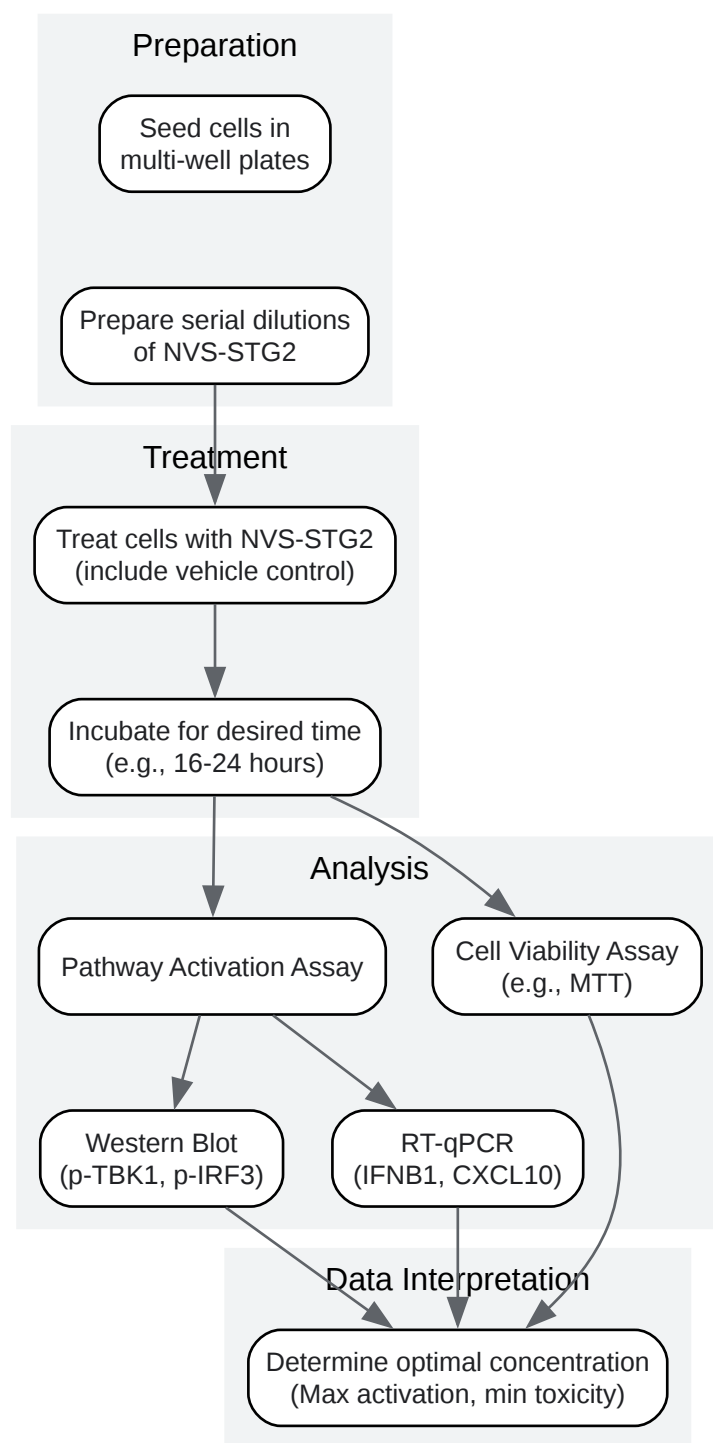 Preparation
Seed cells in
multi-well plates
Prepare serial dilutions
of NVS-STG2
Treatment
Treat cells with NVS-STG2
(include vehicle control)
Incubate for desired time
(e.g., 16-24 hours)
Analysis
Pathway Activation Assay
Cell Viability Assay
(e.g., MTT)
Western Blot
(p-TBK1, p-IRF3)
RT-qPCR
(IFNB1, CXCL10)
Data Interpretation
Determine optimal concentration
(Max activation, min toxicity)